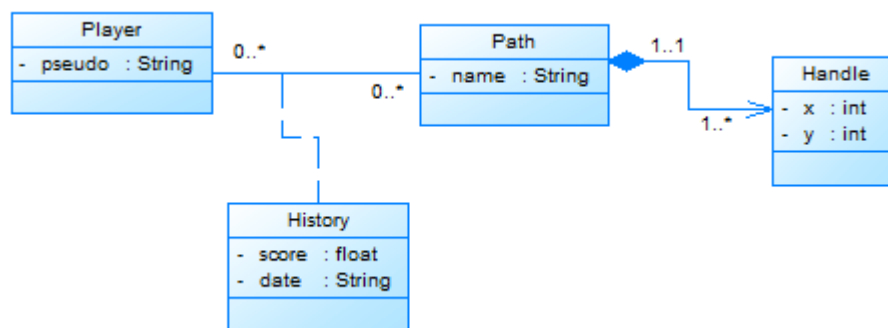 Player
- pseudo : String
0..*
0..*
Path
- name : String
1..1
1..*
Handle
- x : int
- y : int
History
- score : float
- date : String